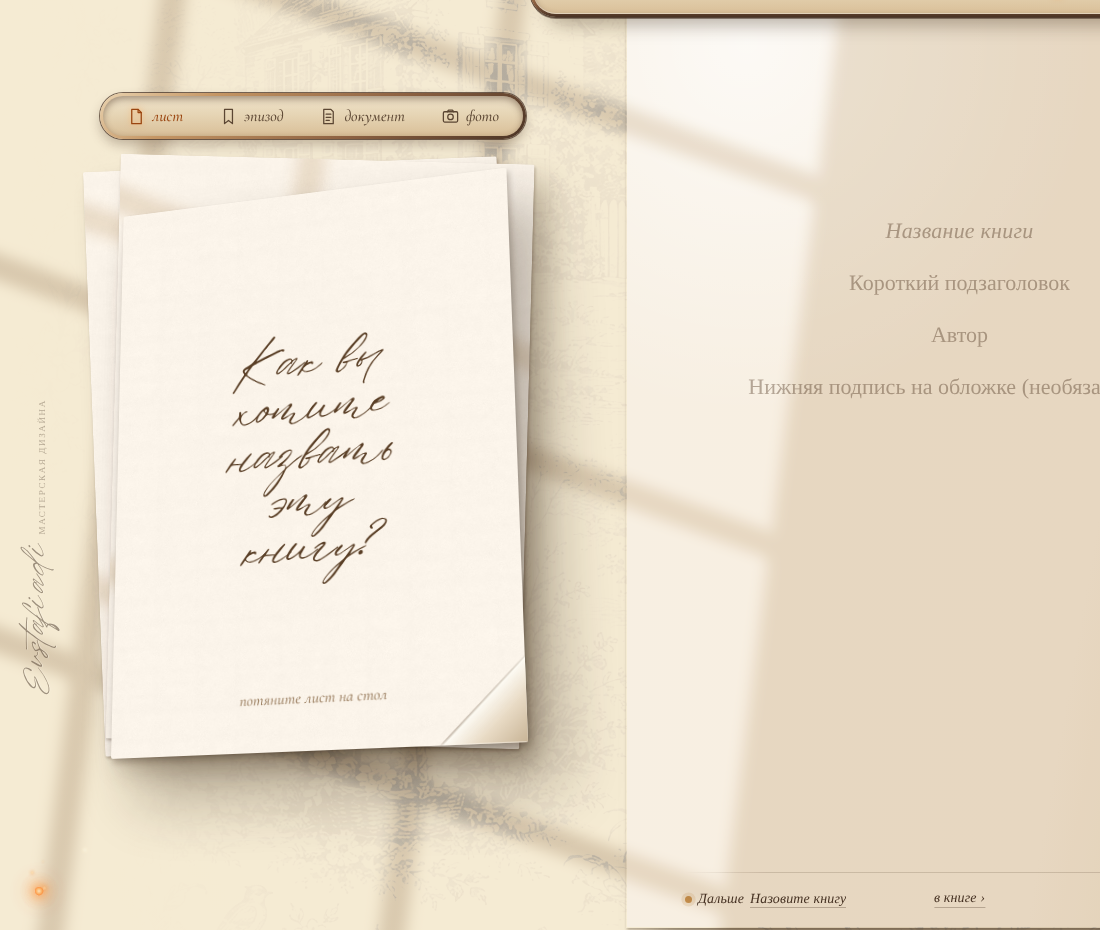 лист
эпизод
документ
фото
Как вы
хотите
назвать
эту
книгу?
потяните лист на стол
Evstafiadi МАСТЕРСКАЯ ДИЗАЙНА
Название книги
Короткий подзаголовок
Автор
Нижняя подпись на обложке (необяза
Дальше Назовите книгу
в книге ›